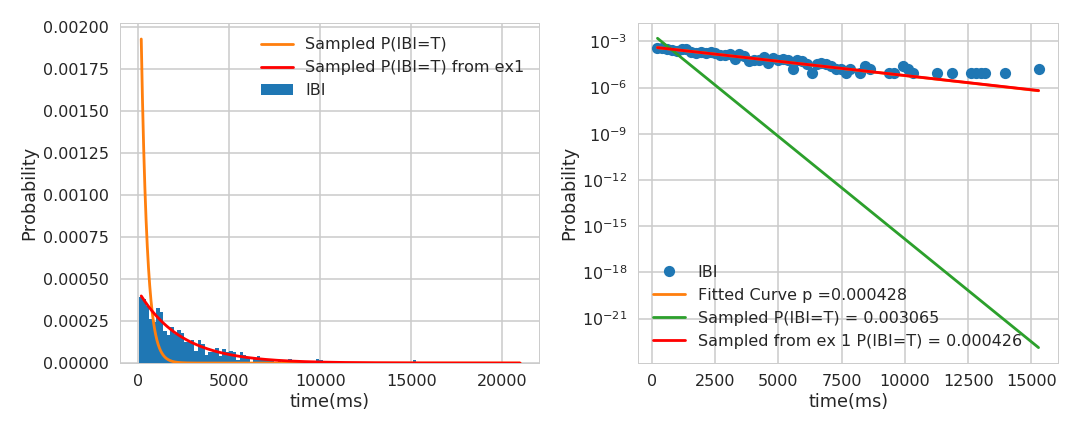 0.00200
0.00175
0.00150
0.00125
0.00100
0.00075
0.00050
0.00025
0.00000
Probability
0 5000 10000 15000 20000
time(ms)
Sampled P(IBI=T)
Sampled P(IBI=T) from ex1
IBI
10^−3
10^−6
10^−9
10^−12
10^−15
10^−18
10^−21
Probability
0 2500 5000 7500 10000 12500 15000
time(ms)
IBI
Fitted Curve p =0.000428
Sampled P(IBI=T) = 0.003065
Sampled from ex 1 P(IBI=T) = 0.000426